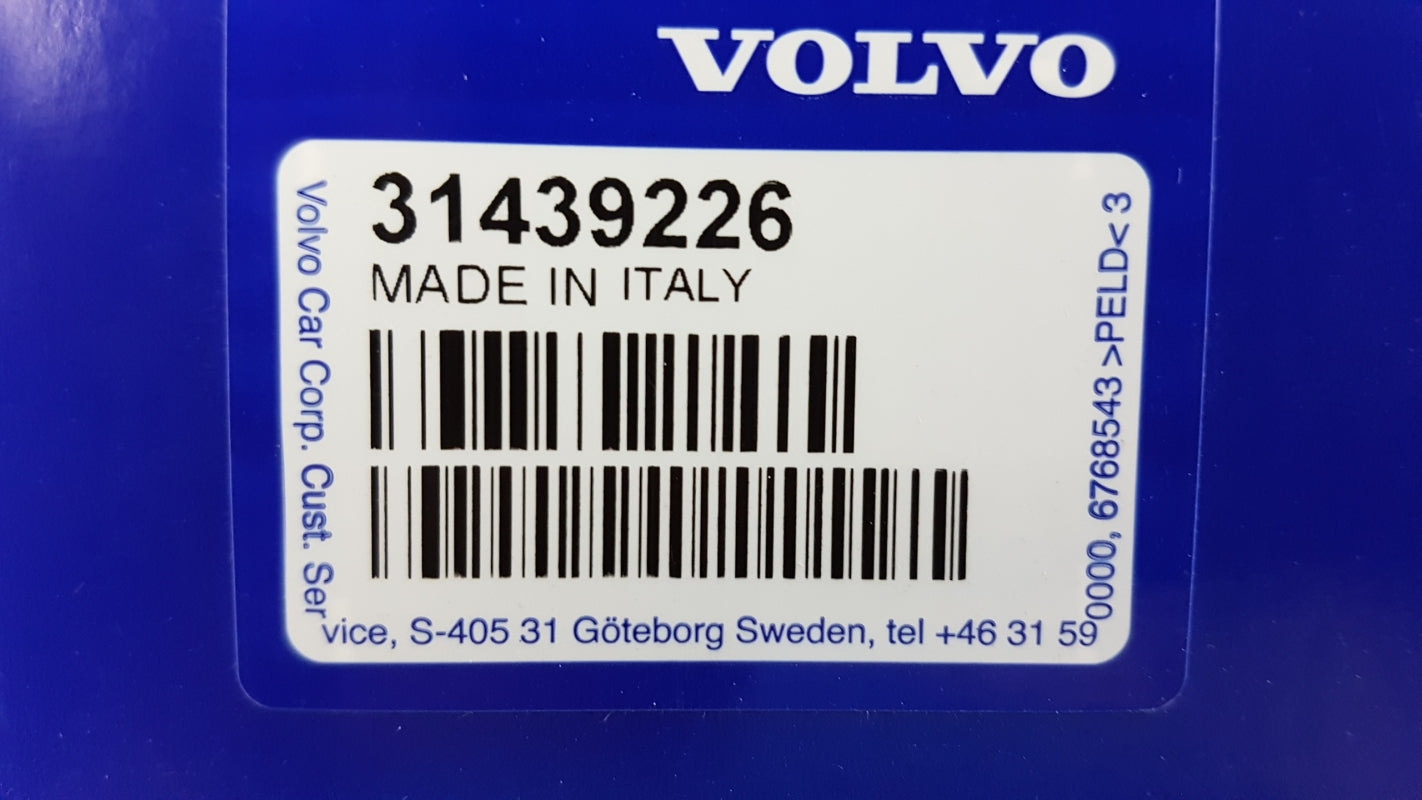 VOLVO
31439226
MADE IN ITALY
Volvo Car Corp. Cust. Service, S-405 31 Göteborg Sweden, tel +46 31 590000, 6768543 >PELD< 3